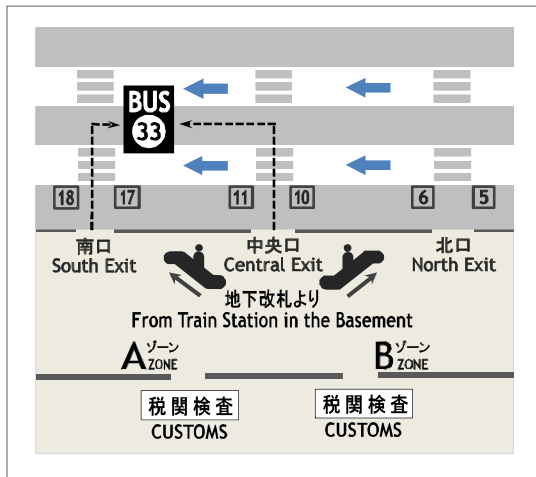 BUS
33
18
17
11
10
6
5
南口
South Exit
中央口
Central Exit
北口
North Exit
地下改札より
From Train Station in the Basement
A ゾーン
ZONE
B ゾーン
ZONE
税関検査
CUSTOMS
税関検査
CUSTOMS